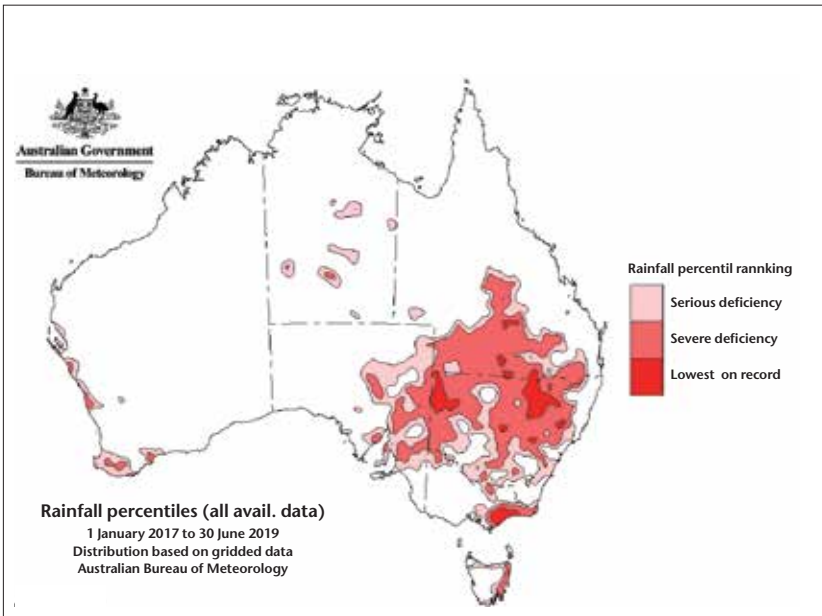 Australian Government
Bureau of Meteorology
Rainfall percentil rannking
Serious deficiency
Severe deficiency
Lowest on record
Rainfall percentiles (all avail. data)
1 January 2017 to 30 June 2019
Distribution based on gridded data
Australian Bureau of Meteorology